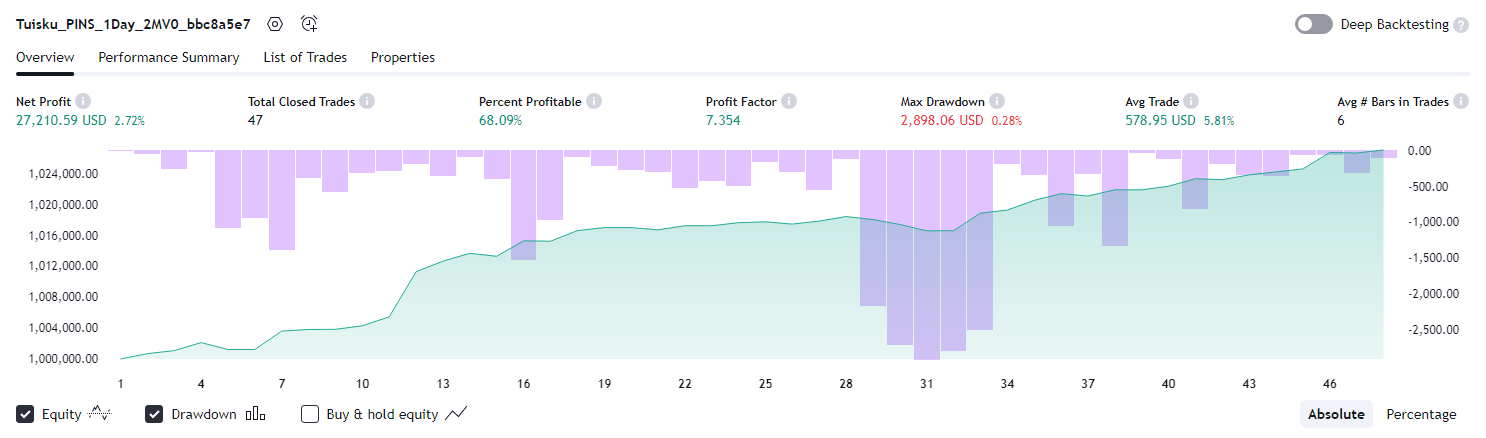 Tuisku_PINS_1Day_2MV0_bbc8a5e7 Deep Backtesting ?
Overview Performance Summary List of Trades Properties
Net Profit i Total Closed Trades i Percent Profitable i Profit Factor i Max Drawdown i Avg Trade i Avg # Bars in Trades i
27,210.59 USD 2.72% 47 68.09% 7.354 2,898.06 USD 0.28% 578.95 USD 5.81% 6
0.00
1,024,000.00
-500.00
1,020,000.00
-1,000.00
1,016,000.00
-1,500.00
1,012,000.00
-2,000.00
1,008,000.00
1,004,000.00
-2,500.00
1,000,000.00
1 4 7 10 13 16 19 22 25 28 31 34 37 40 43 46
Equity Drawdown Buy & hold equity Absolute Percentage